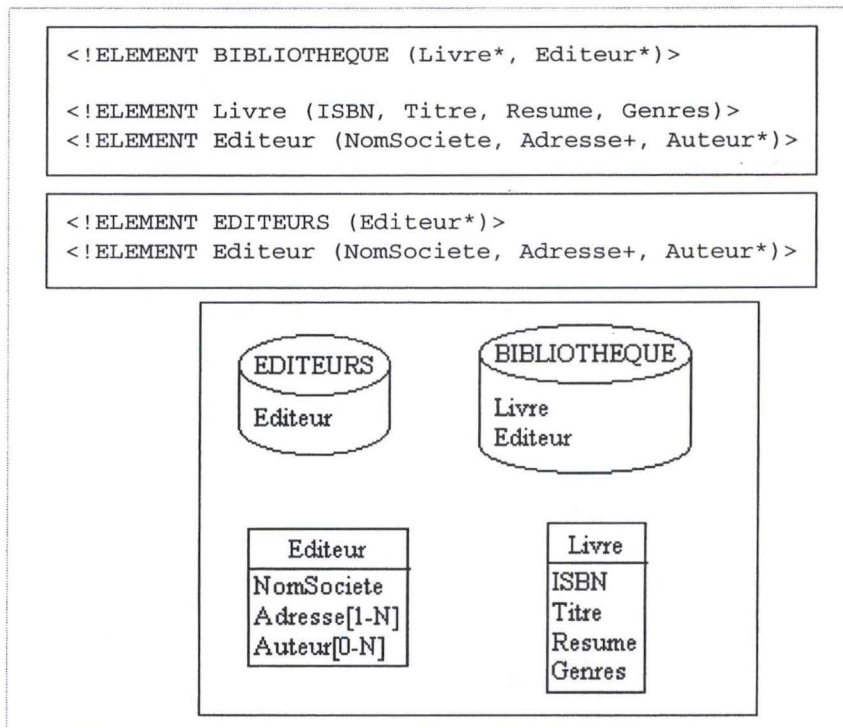 <!ELEMENT BIBLIOTHEQUE (Livre*, Editeur*)>
<!ELEMENT Livre (ISBN, Titre, Resume, Genres)>
<!ELEMENT Editeur (NomSociete, Adresse+, Auteur*)>
<!ELEMENT EDITEURS (Editeur*)>
<!ELEMENT Editeur (NomSociete, Adresse+, Auteur*)>
EDITEURS
Editeur
BIBLIOTHEQUE
Livre
Editeur
Editeur
NomSociete
Adresse[1-N]
Auteur[0-N]
Livre
ISBN
Titre
Resume
Genres